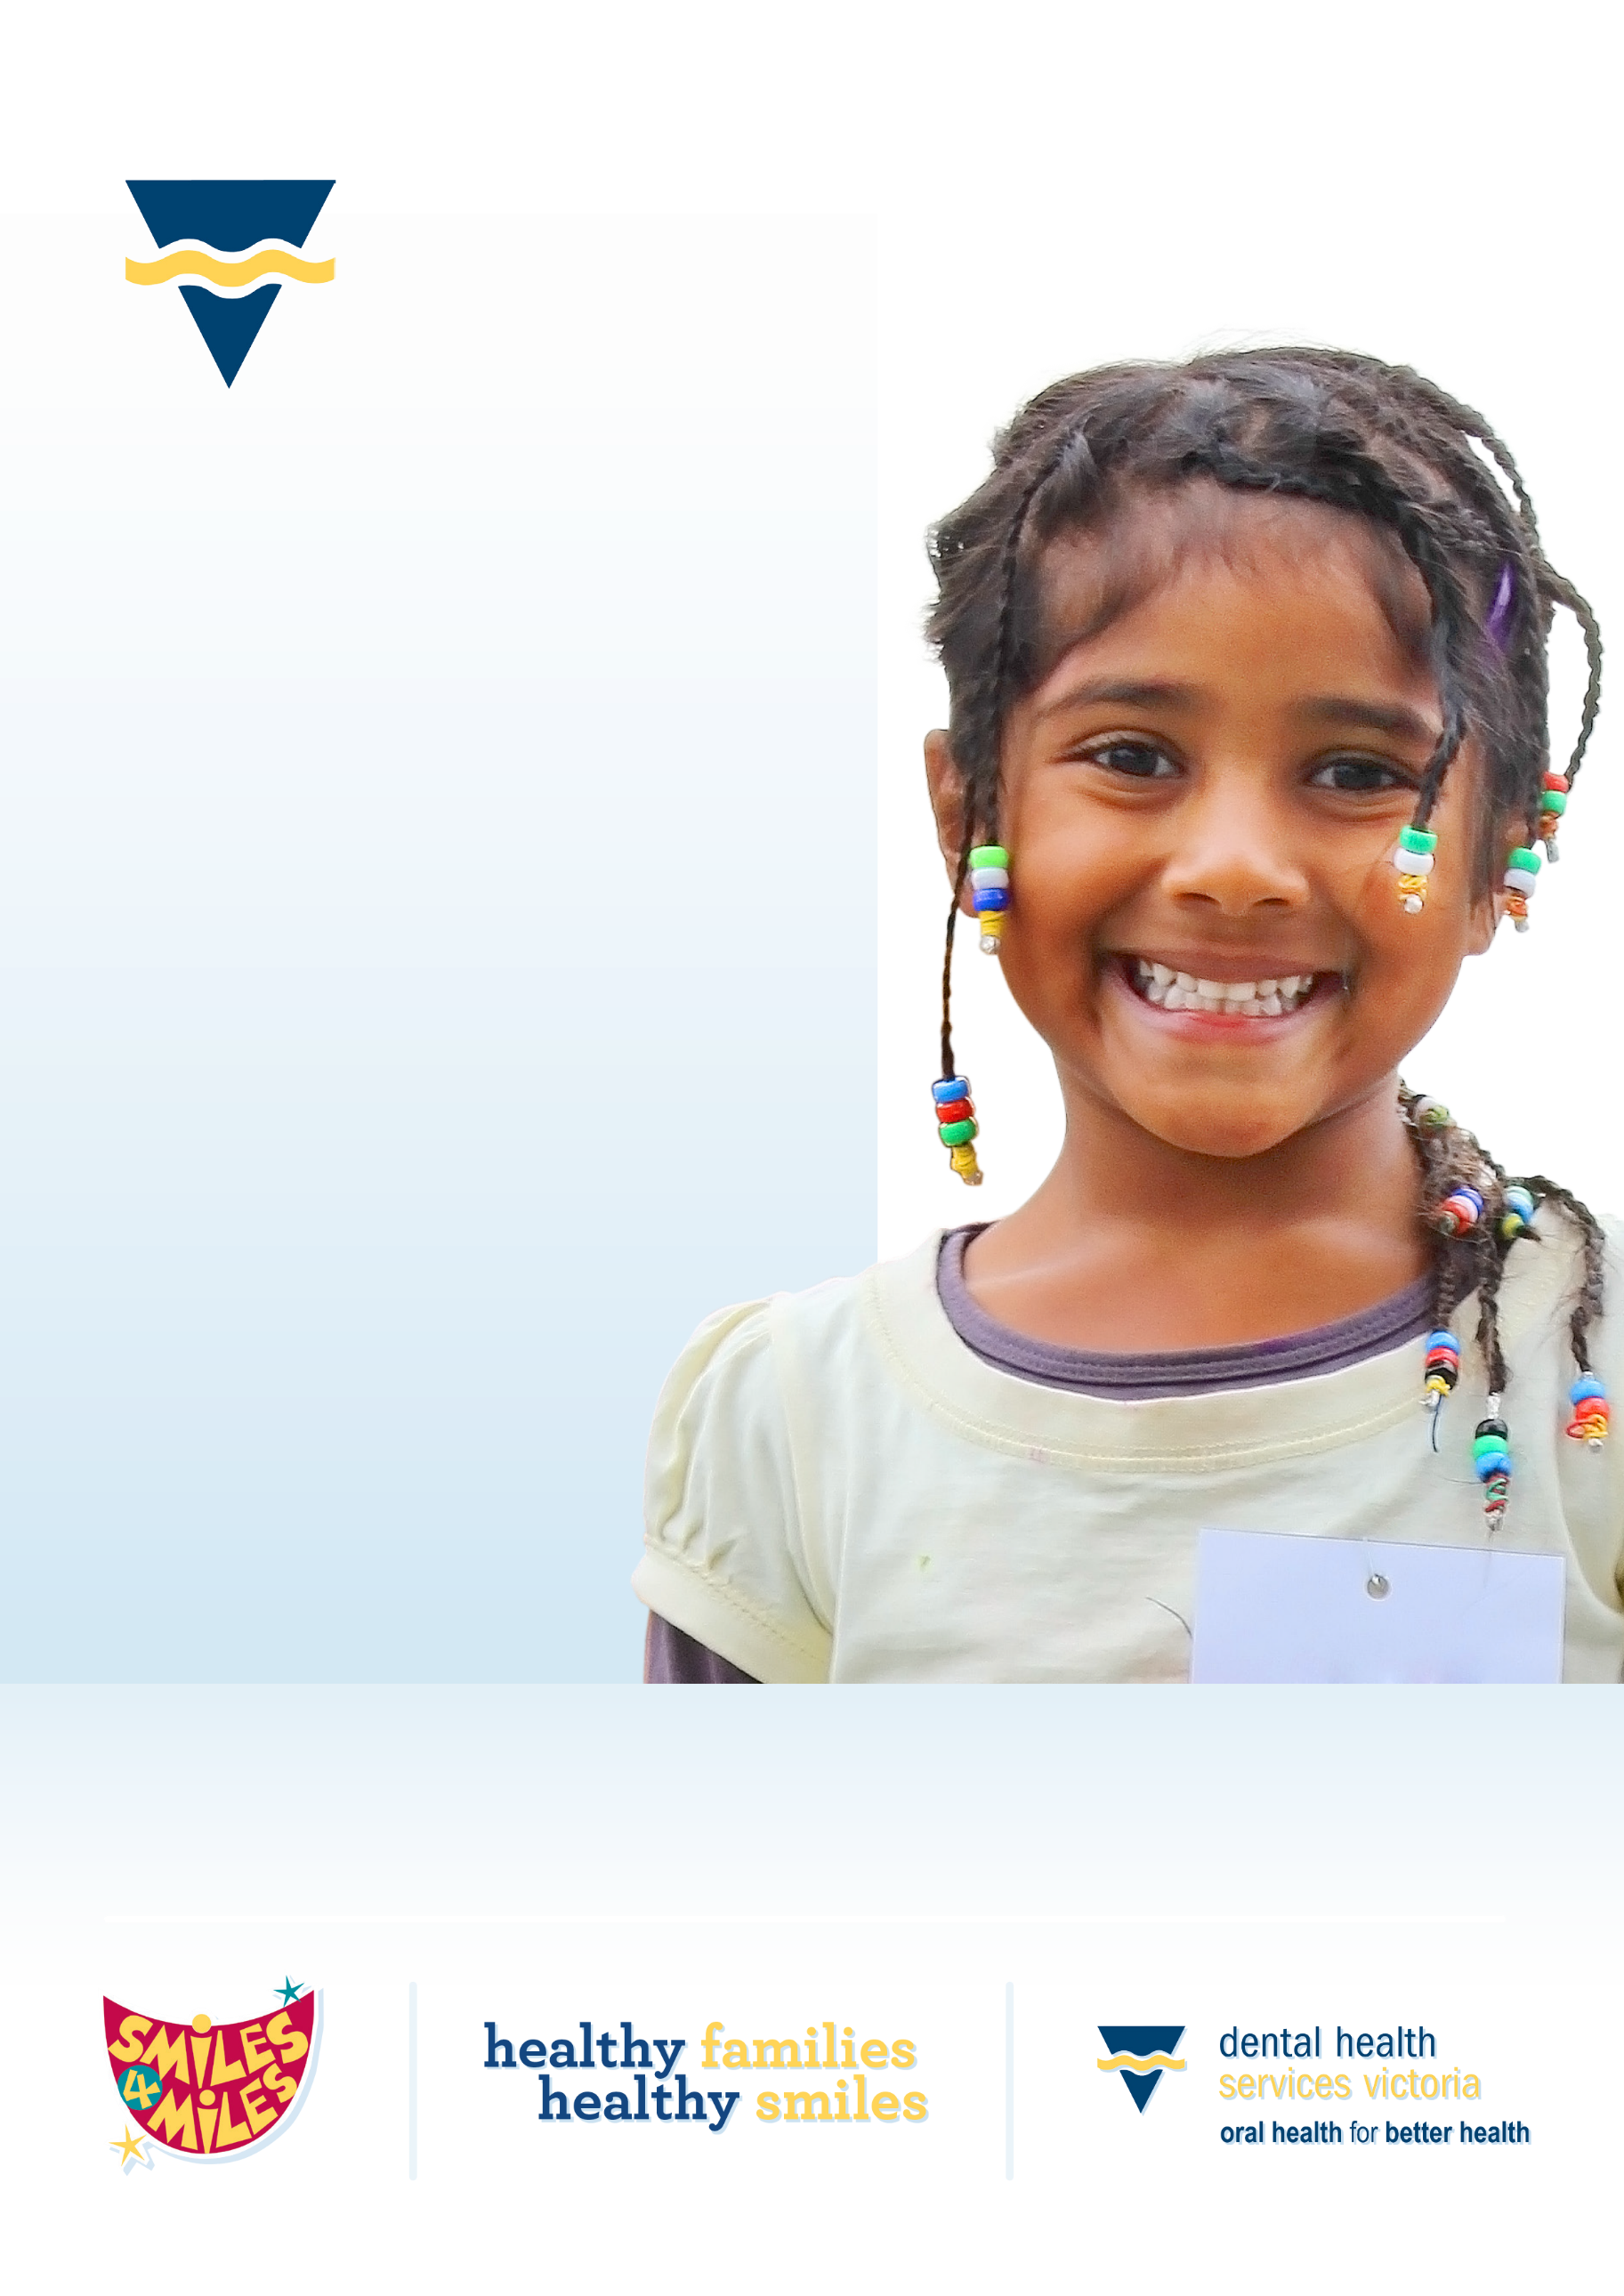 SMiLES
4
MiLES
healthy families
healthy smiles
dental health
services victoria
oral health for better health